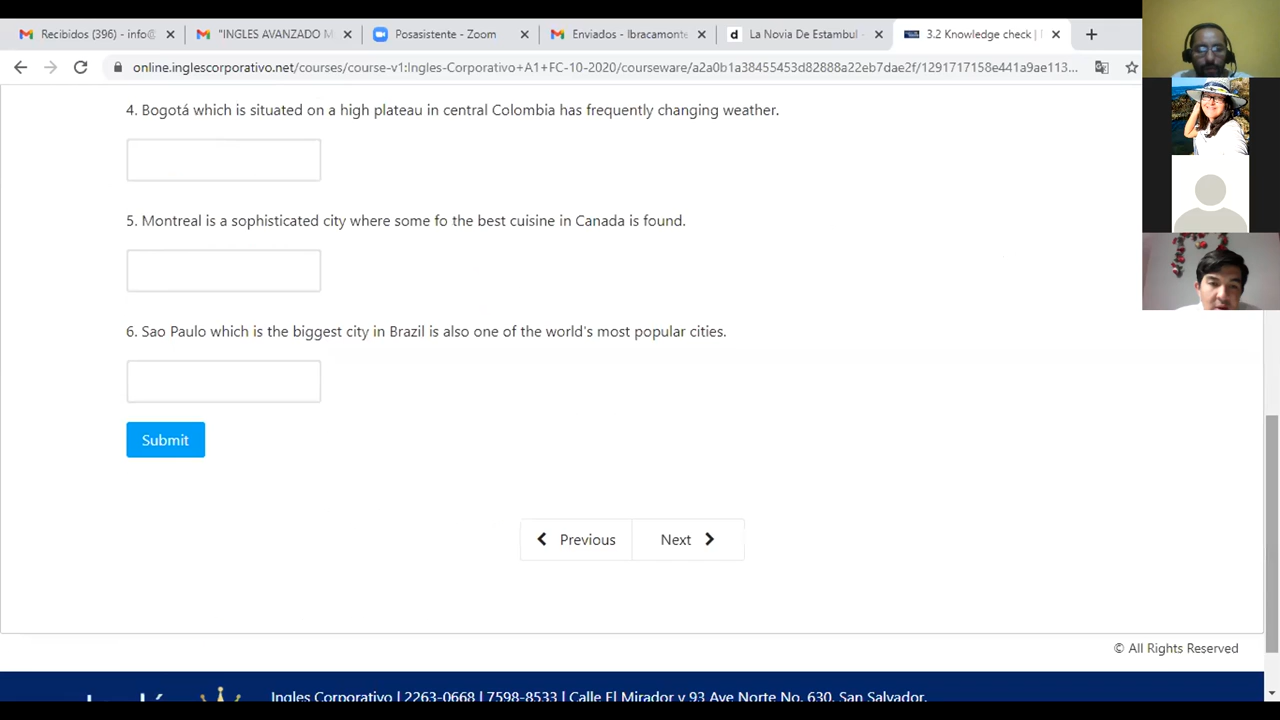 Recibidos (396) - info@
"INGLES AVANZADO M
Posasistente - Zoom
Enviados - Ibracamonte
La Novia De Estambul -
3.2 Knowledge check |
online.inglescorporativo.net/courses/course-v1:Ingles-Corporativo+A1+FC-10-2020/courseware/a2a0b1a38455453d82888a22eb7dae2f/1291717158e441a9ae113...
4. Bogotá which is situated on a high plateau in central Colombia has frequently changing weather.
5. Montreal is a sophisticated city where some fo the best cuisine in Canada is found.
6. Sao Paulo which is the biggest city in Brazil is also one of the world's most popular cities.
Submit
Previous Next
© All Rights Reserved
Ingles Corporativo | 2263-0668 | 7598-8533 | Calle El Mirador y 93 Ave Norte No. 630, San Salvador.